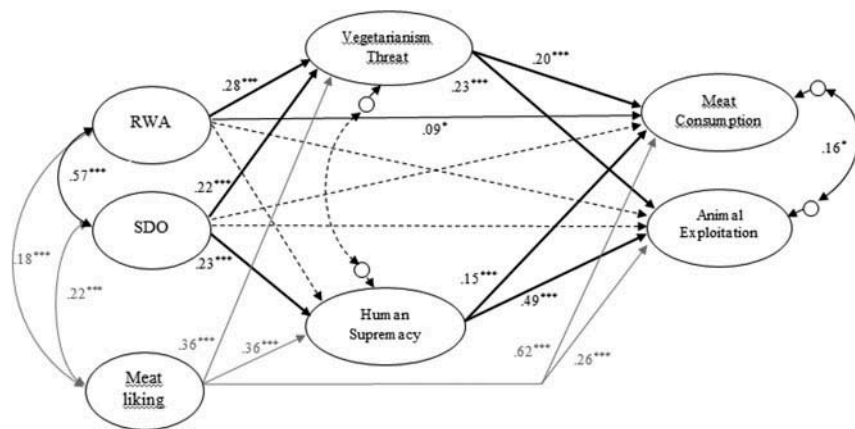 Vegetarianism
Threat
.28***
.20***
.23***
RWA
Meat
Consumption
.09*
.16*
.57***
.22***
SDO
Animal
Exploitation
.18***
.23***
.22***
.15***
.49***
Human
Supremacy
.36***
.36***
.62***
.26***
Meat
liking